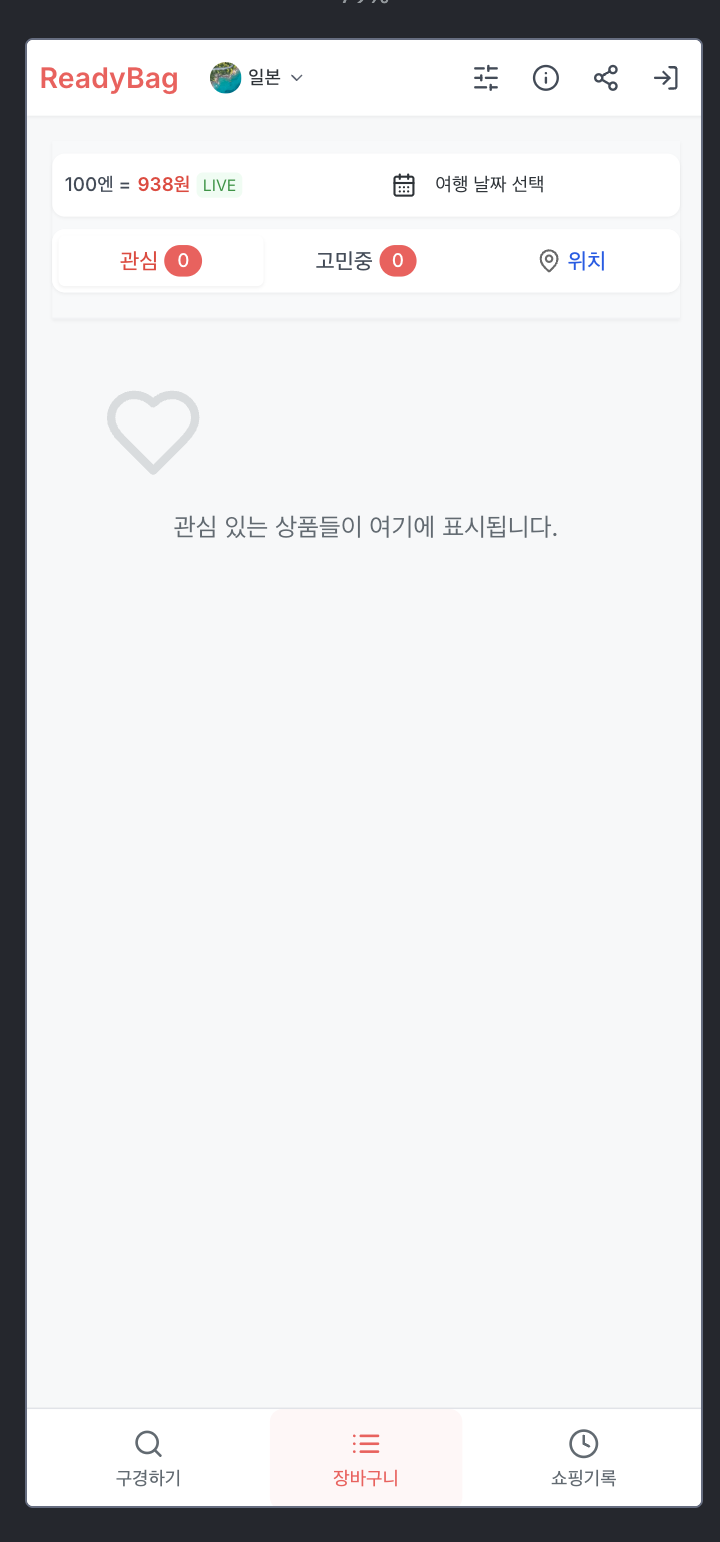 ReadyBag 일본
100엔 = 938원 LIVE 여행 날짜 선택
관심 0 고민중 0 위치
관심 있는 상품들이 여기에 표시됩니다.
구경하기 장바구니 쇼핑기록